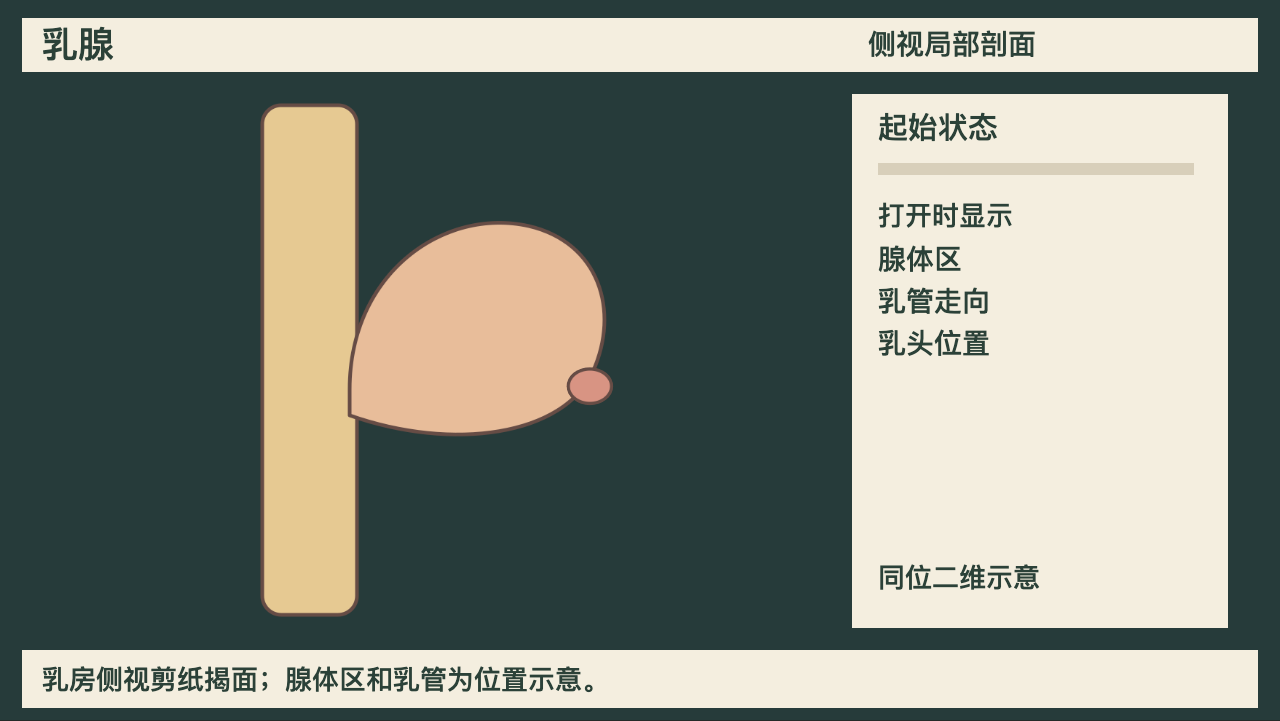 乳腺
侧视局部剖面
起始状态
打开时显示
腺体区
乳管走向
乳头位置
同位二维示意
乳房侧视剪纸揭面；腺体区和乳管为位置示意。